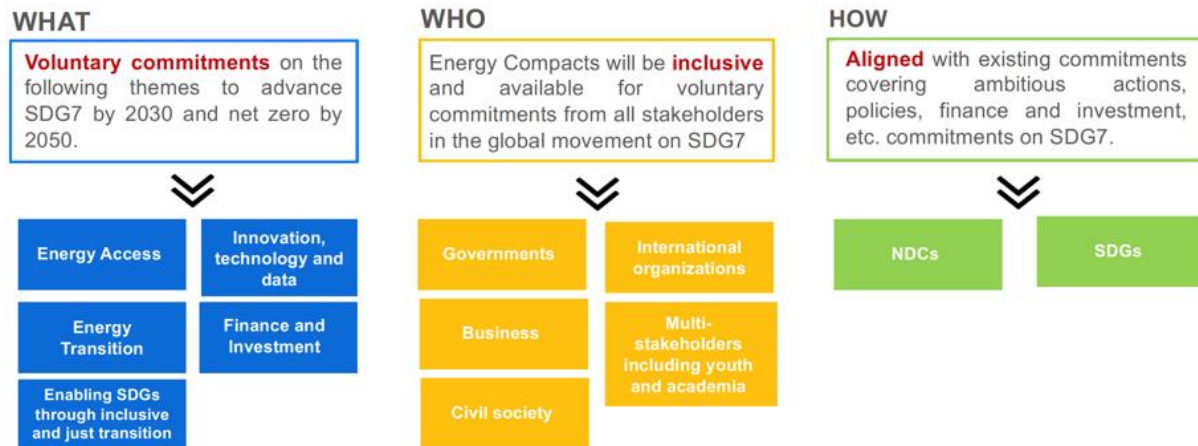 WHAT
Voluntary commitments on the
following themes to advance
SDG7 by 2030 and net zero by
2050.
Energy Access
Innovation,
technology and
data
Energy
Transition
Finance and
Investment
Enabling SDGs
through inclusive
and just transition
WHO
Energy Compacts will be inclusive
and available for voluntary
commitments from all stakeholders
in the global movement on SDG7
Governments
International
organizations
Business
Multi-
stakeholders
including youth
and academia
Civil society
HOW
Aligned with existing commitments
covering ambitious actions,
policies, finance and investment,
etc. commitments on SDG7.
NDCs
SDGs